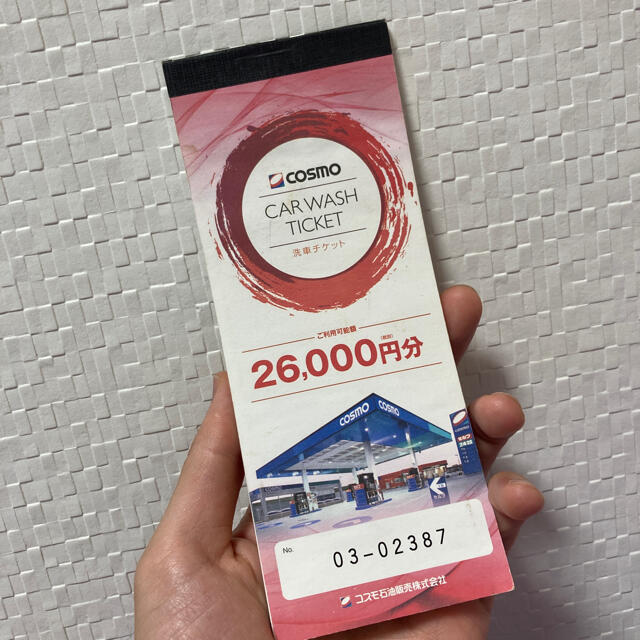 COSMO
CAR WASH
TICKET
洗車チケット
ご利用可能額
26,000円分
(税別)
COSMO
COSMO
No.
03-02387
コスモ石油販売株式会社